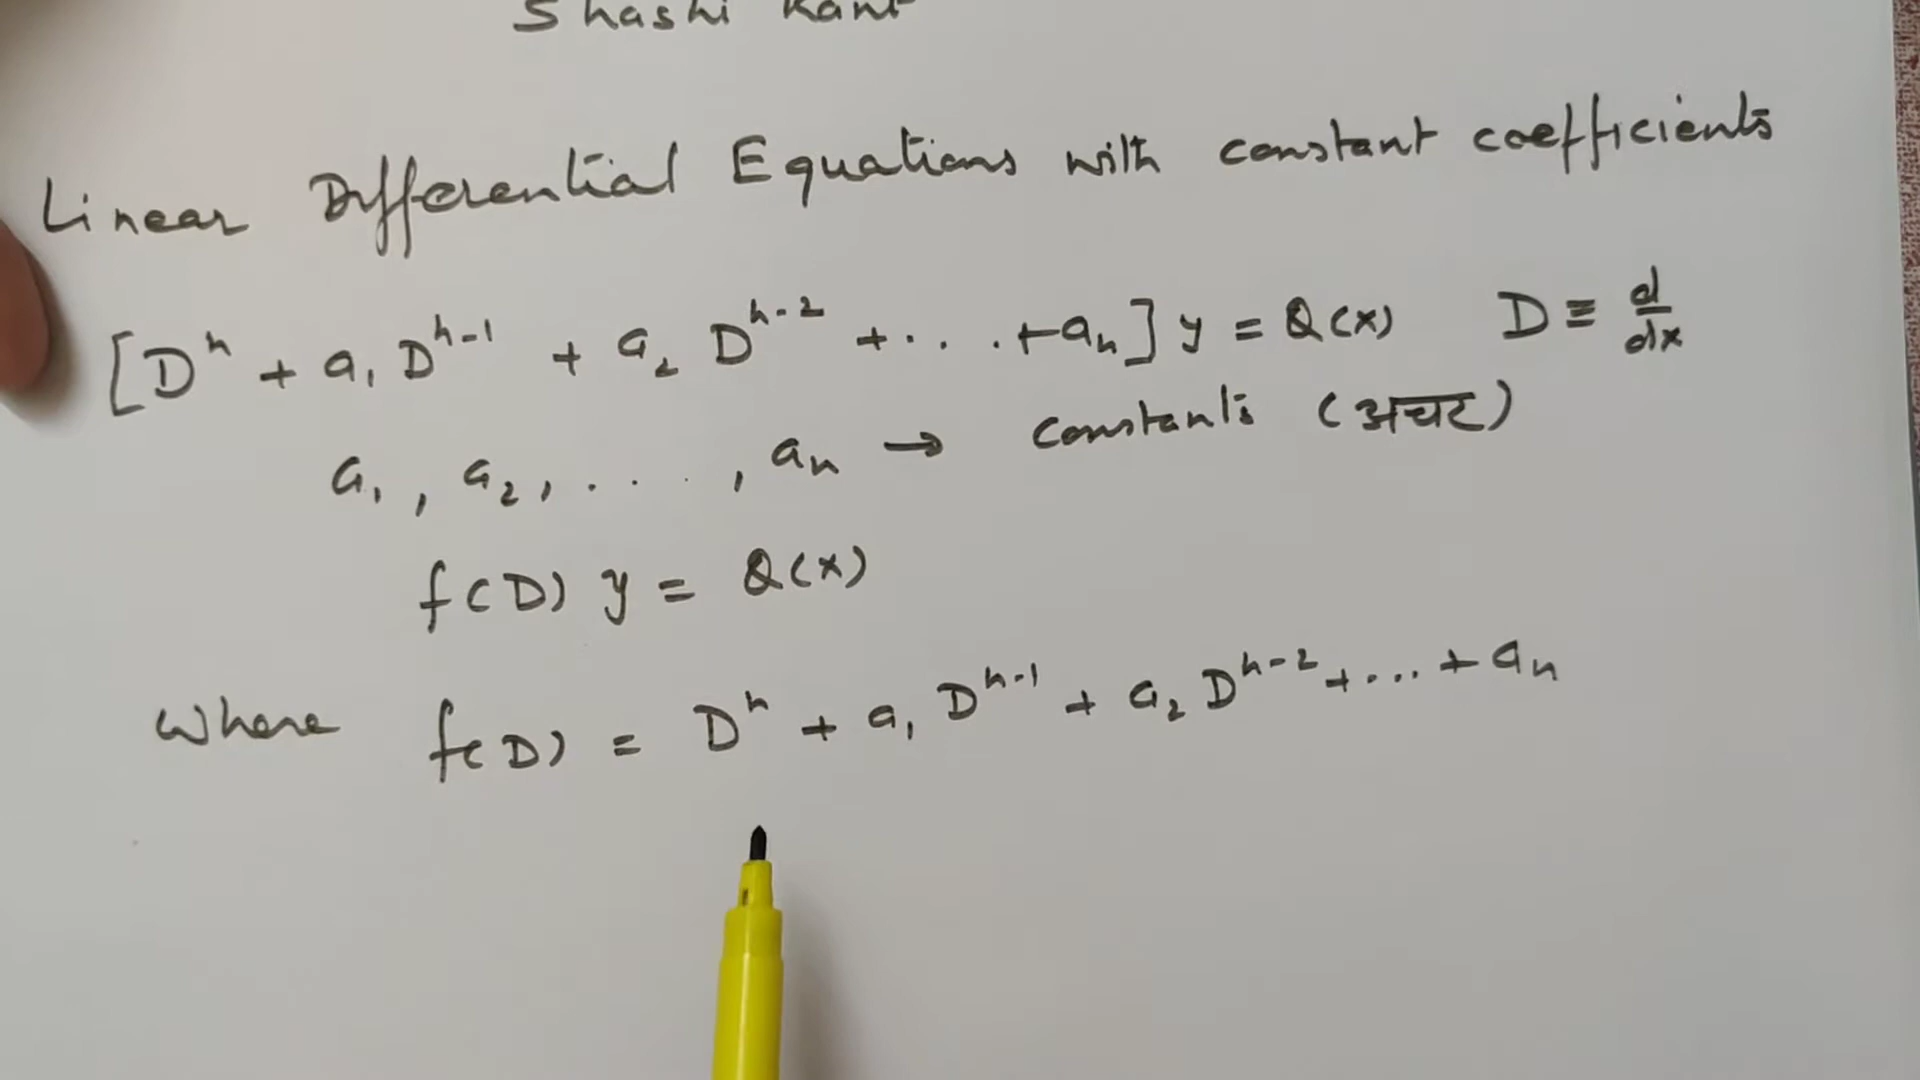 Shashi Kant
Linear Differential Equations with constant coefficients
[Dⁿ + a₁ Dⁿ⁻¹ + a₂ Dⁿ⁻² + . . . . + aₙ] y = Q(x) D ≡ d/dx
a₁ , a₂ , . . . . , aₙ → constants (अचर)
f(D) y = Q(x)
where f(D) = Dⁿ + a₁ Dⁿ⁻¹ + a₂ Dⁿ⁻² + . . . + aₙ